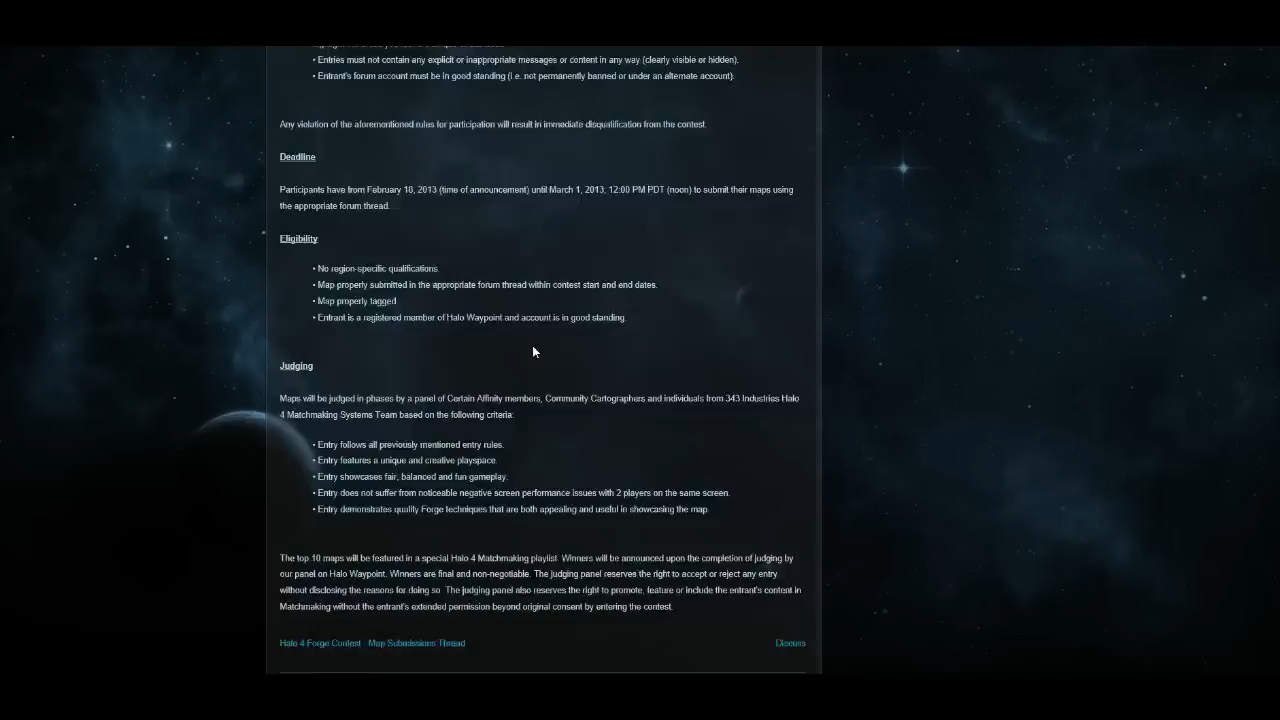 • Entries must not contain any explicit or inappropriate messages or content in any way (clearly visible or hidden).
• Entrant's forum account must be in good standing (i.e. not permanently banned or under an alternate account).
Any violation of the aforementioned rules for participation will result in immediate disqualification from the contest.
Deadline
Participants have from February 18, 2013 (time of announcement) until March 1, 2013, 12:00 PM PDT (noon) to submit their maps using
the appropriate forum thread.
Eligibility
• No region-specific qualifications.
• Map properly submitted in the appropriate forum thread within contest start and end dates.
• Map properly tagged
• Entrant is a registered member of Halo Waypoint and account is in good standing.
Judging
Maps will be judged in phases by a panel of Certain Affinity members, Community Cartographers and individuals from 343 Industries Halo
4 Matchmaking Systems Team based on the following criteria:
• Entry follows all previously mentioned entry rules.
• Entry features a unique and creative playspace.
• Entry showcases fair, balanced and fun gameplay.
• Entry does not suffer from noticeable negative screen performance issues with 2 players on the same screen.
• Entry demonstrates quality Forge techniques that are both appealing and useful in showcasing the map.
The top 10 maps will be featured in a special Halo 4 Matchmaking playlist. Winners will be announced upon the completion of judging by
our panel on Halo Waypoint. Winners are final and non-negotiable. The judging panel reserves the right to accept or reject any entry
without disclosing the reasons for doing so. The judging panel also reserves the right to promote, feature or include the entrant's content in
Matchmaking without the entrant's extended permission beyond original consent by entering the contest.
Halo 4 Forge Contest Map Submissions Thread Discuss